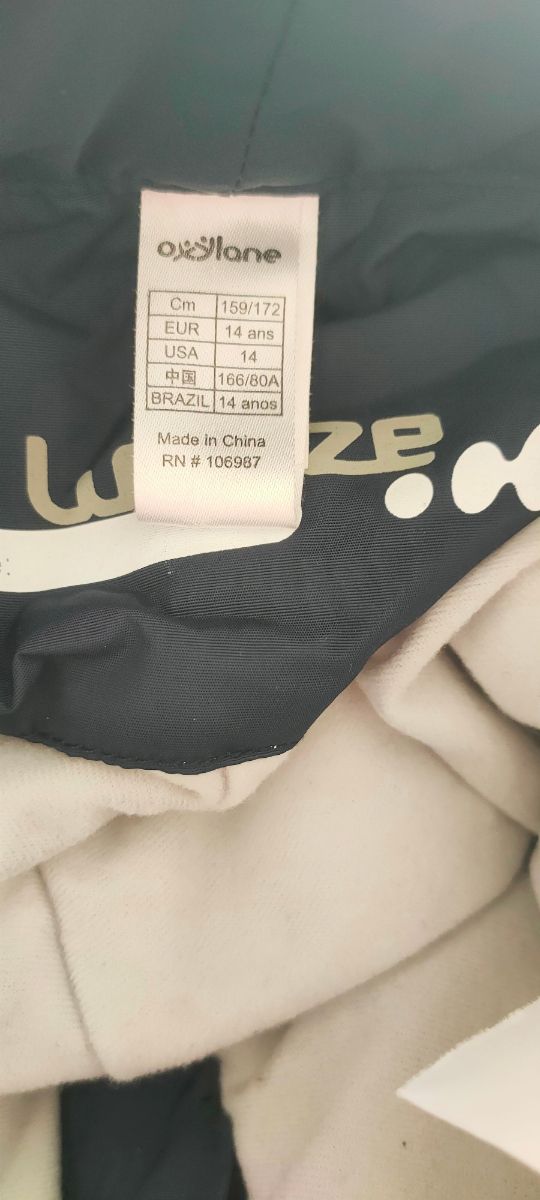 oxylane
Cm 159/172
EUR 14 ans
USA 14
中国 166/80A
BRAZIL 14 anos
Made in China
RN # 106987